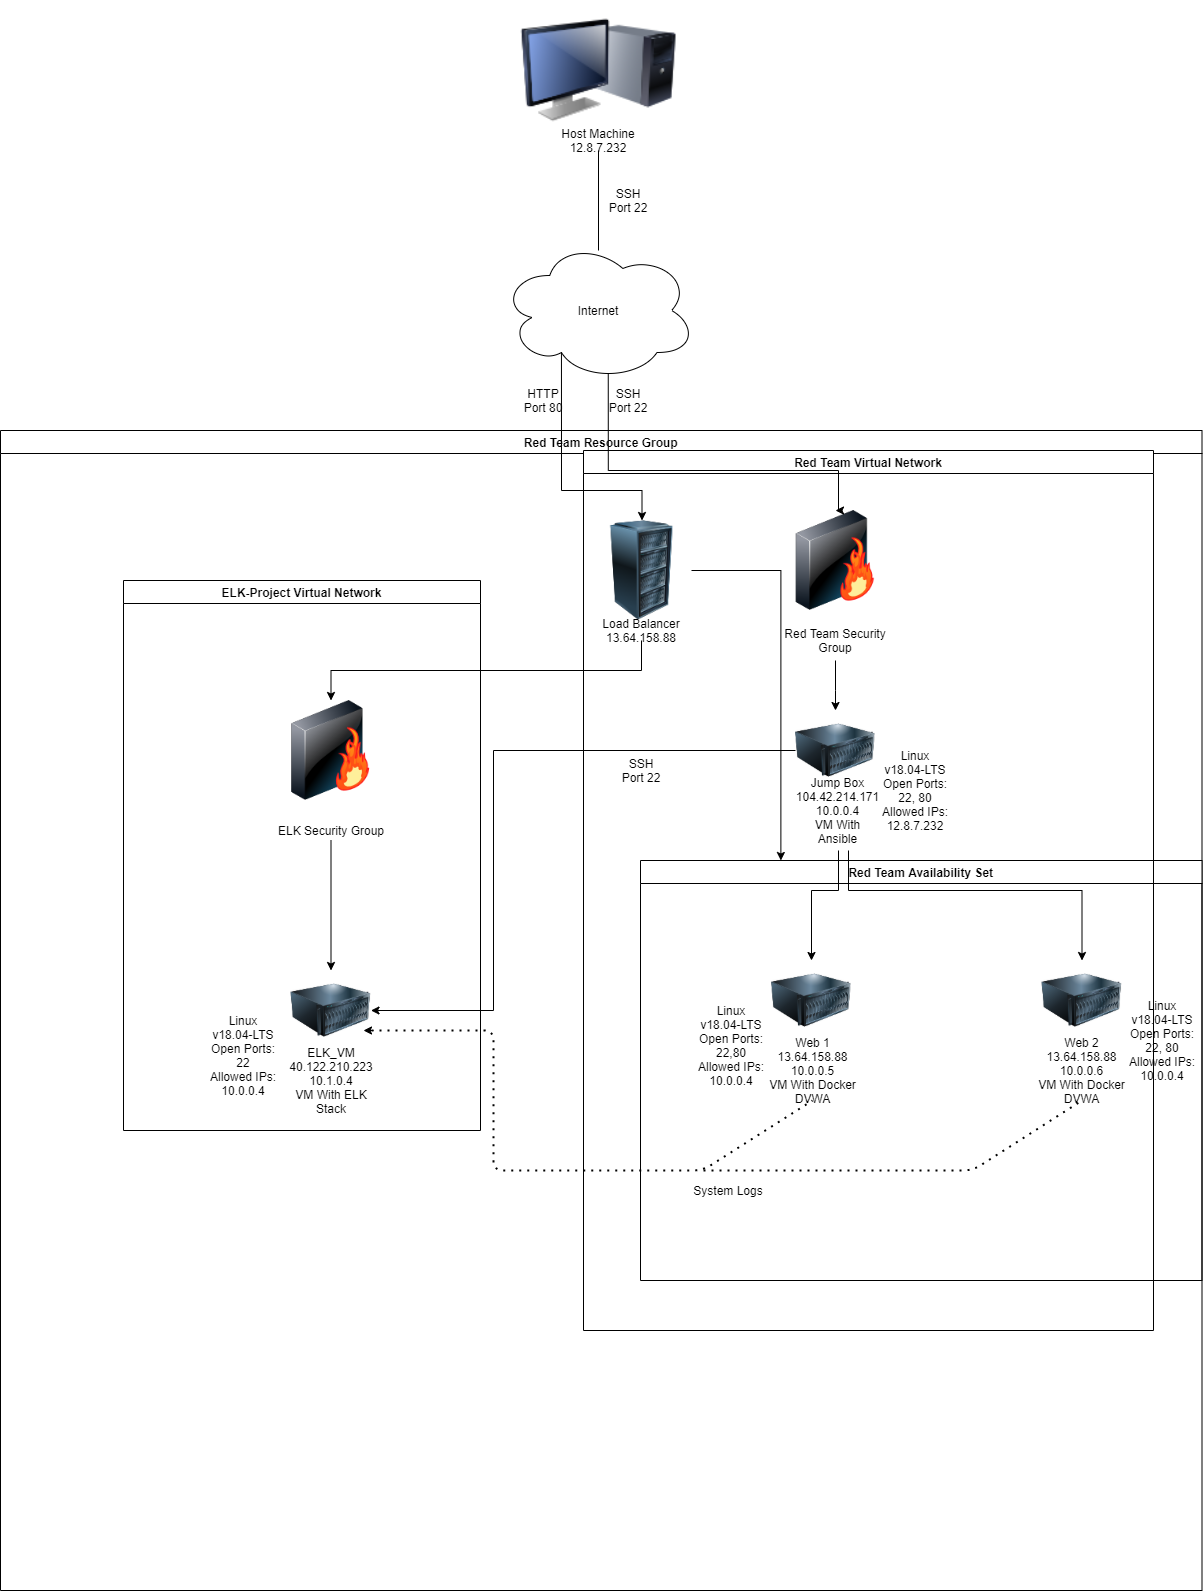 Host Machine
12.8.7.232
SSH
Port 22
Internet
HTTP
Port 80
SSH
Port 22
Red Team Resource Group
Red Team Virtual Network
ELK-Project Virtual Network
Load Balancer
13.64.158.88
Red Team Security
Group
SSH
Port 22
Jump Box
104.42.214.171
10.0.0.4
VM With
Ansible
Linux
v18.04-LTS
Open Ports:
22, 80
Allowed IPs:
12.8.7.232
ELK Security Group
Red Team Availability Set
Linux
v18.04-LTS
Open Ports:
22
Allowed IPs:
10.0.0.4
ELK_VM
40.122.210.223
10.1.0.4
VM With ELK
Stack
Linux
v18.04-LTS
Open Ports:
22,80
Allowed IPs:
10.0.0.4
Web 1
13.64.158.88
10.0.0.5
VM With Docker
DVWA
Web 2
13.64.158.88
10.0.0.6
VM With Docker
DVWA
Linux
v18.04-LTS
Open Ports:
22, 80
Allowed IPs:
10.0.0.4
System Logs